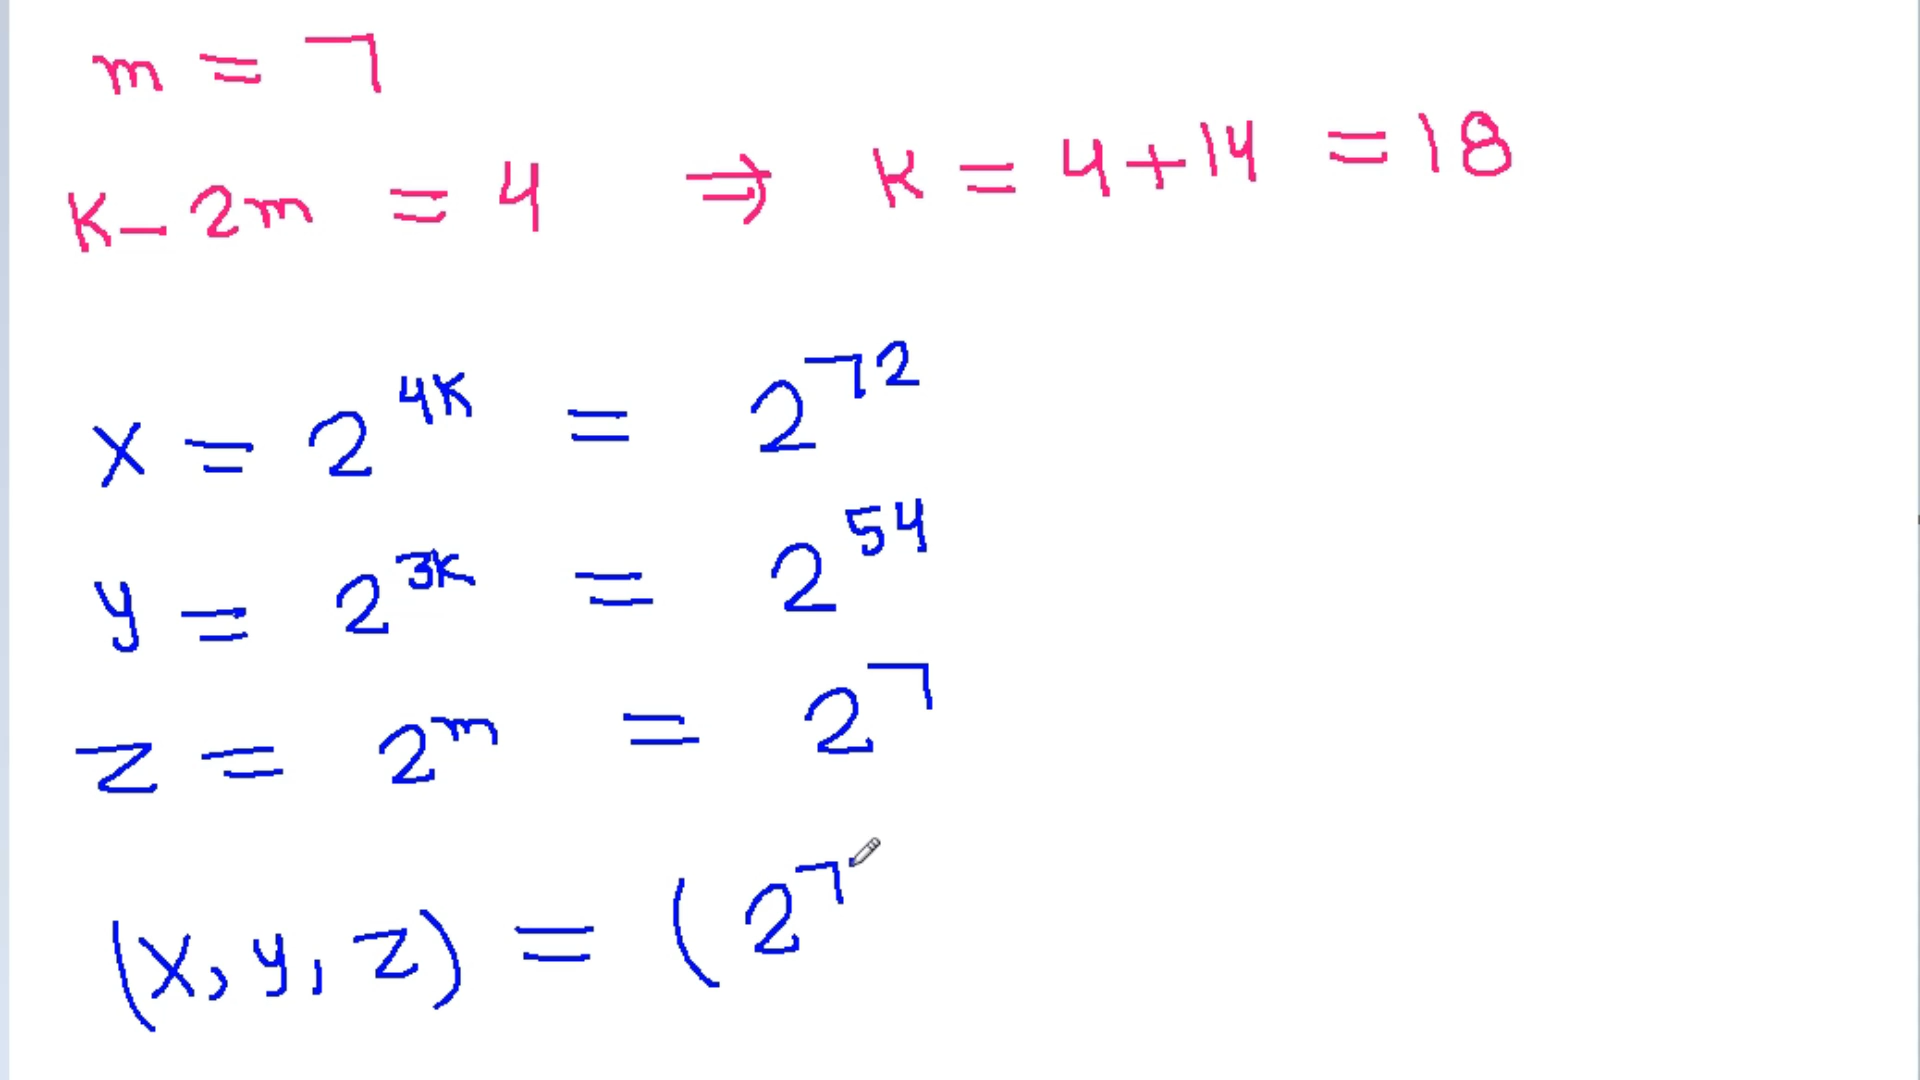 m = 7
K - 2m = 4 ⇒ K = 4 + 14 = 18
x = 2^{4K} = 2^{72}
y = 2^{3K} = 2^{54}
z = 2^m = 2^7
(x, y, z) = (2^7